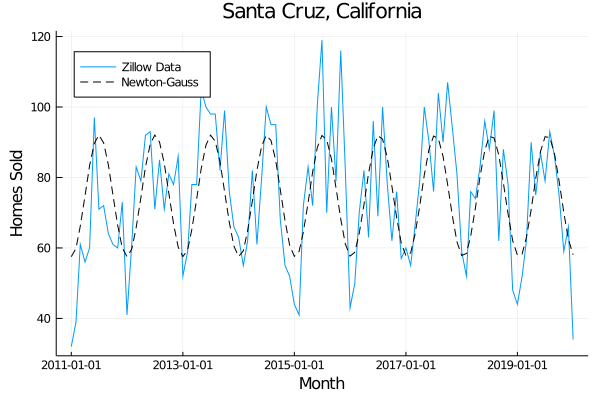 Santa Cruz, California
Homes Sold
120
100
80
60
40
Zillow Data
Newton-Gauss
2011-01-01 2013-01-01 2015-01-01 2017-01-01 2019-01-01
Month